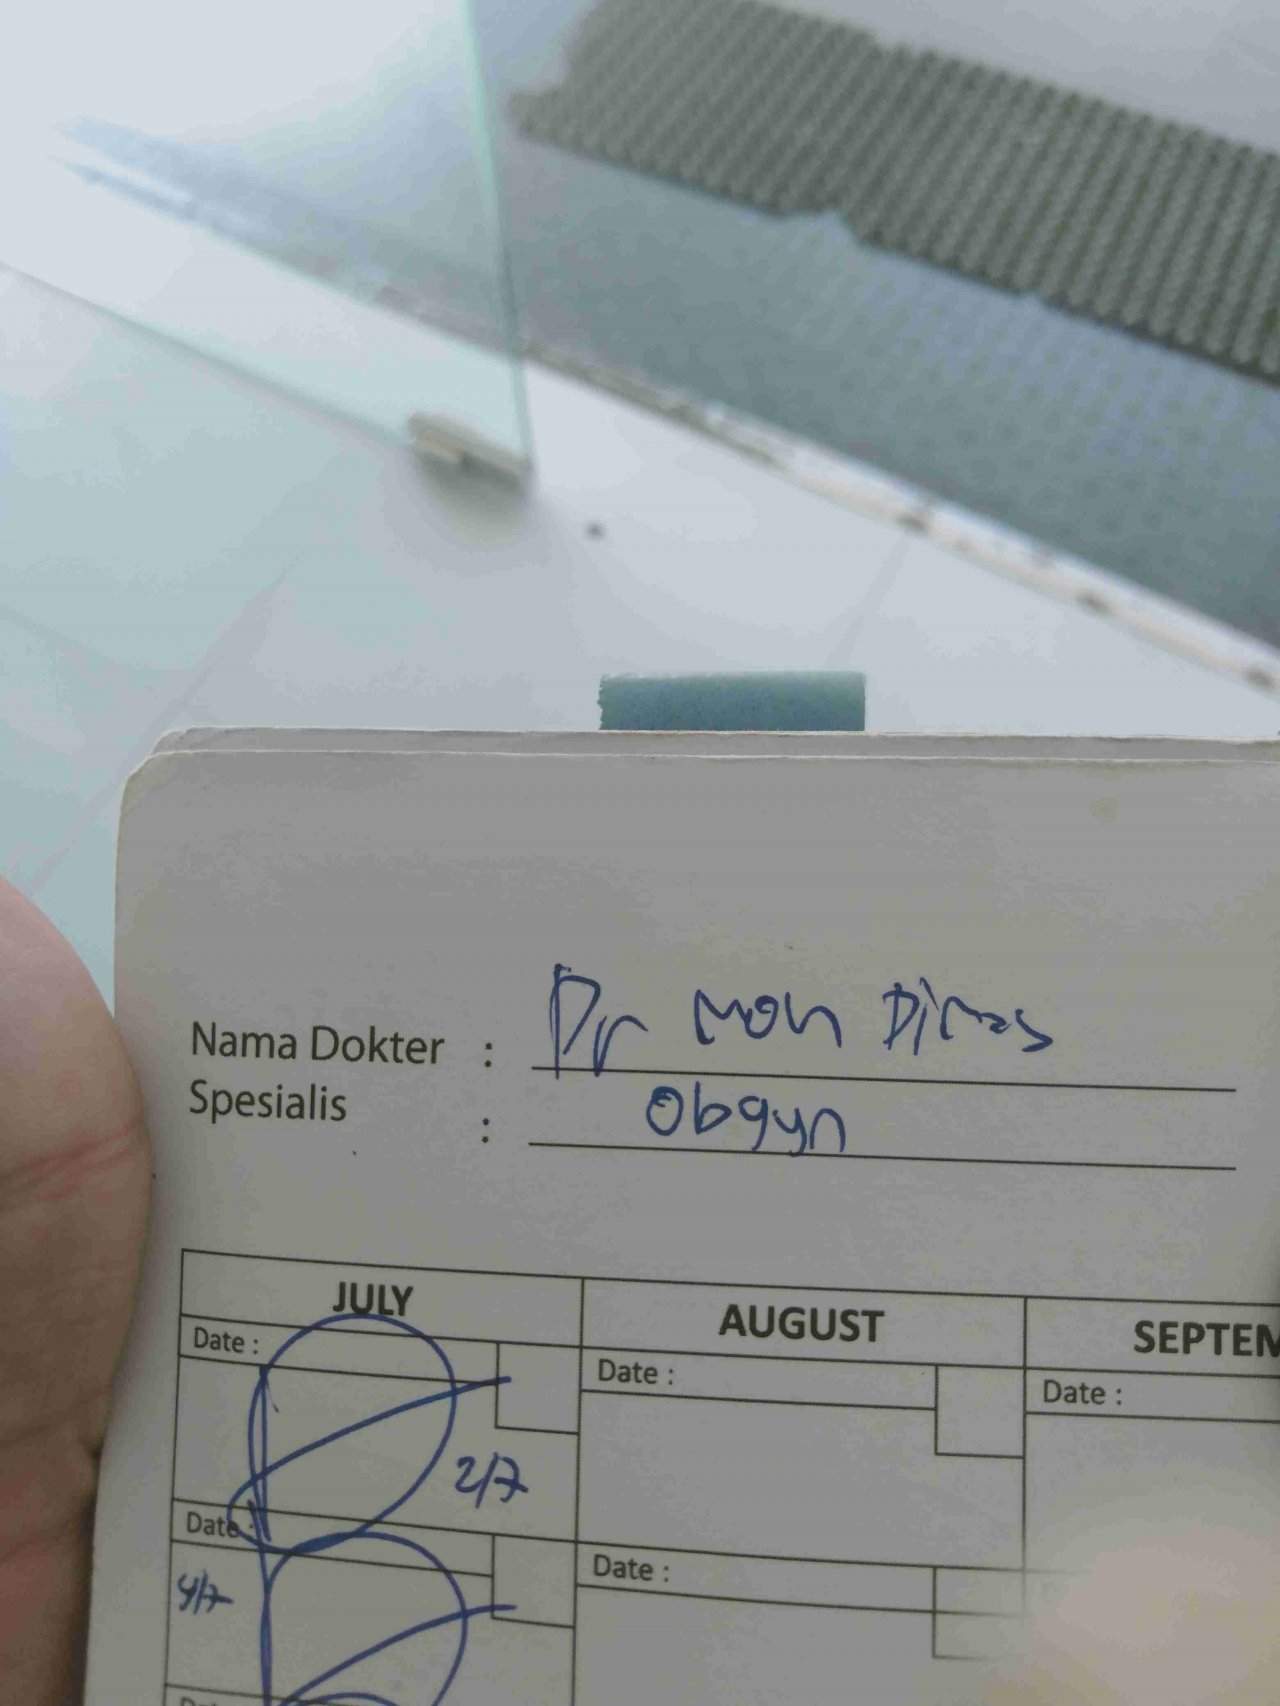 Nama Dokter : Dr Moh Dimas
Spesialis : Obgyn
JULY AUGUST SEPTEM
Date : Date : Date :
2/7
Date : Date :
4/7